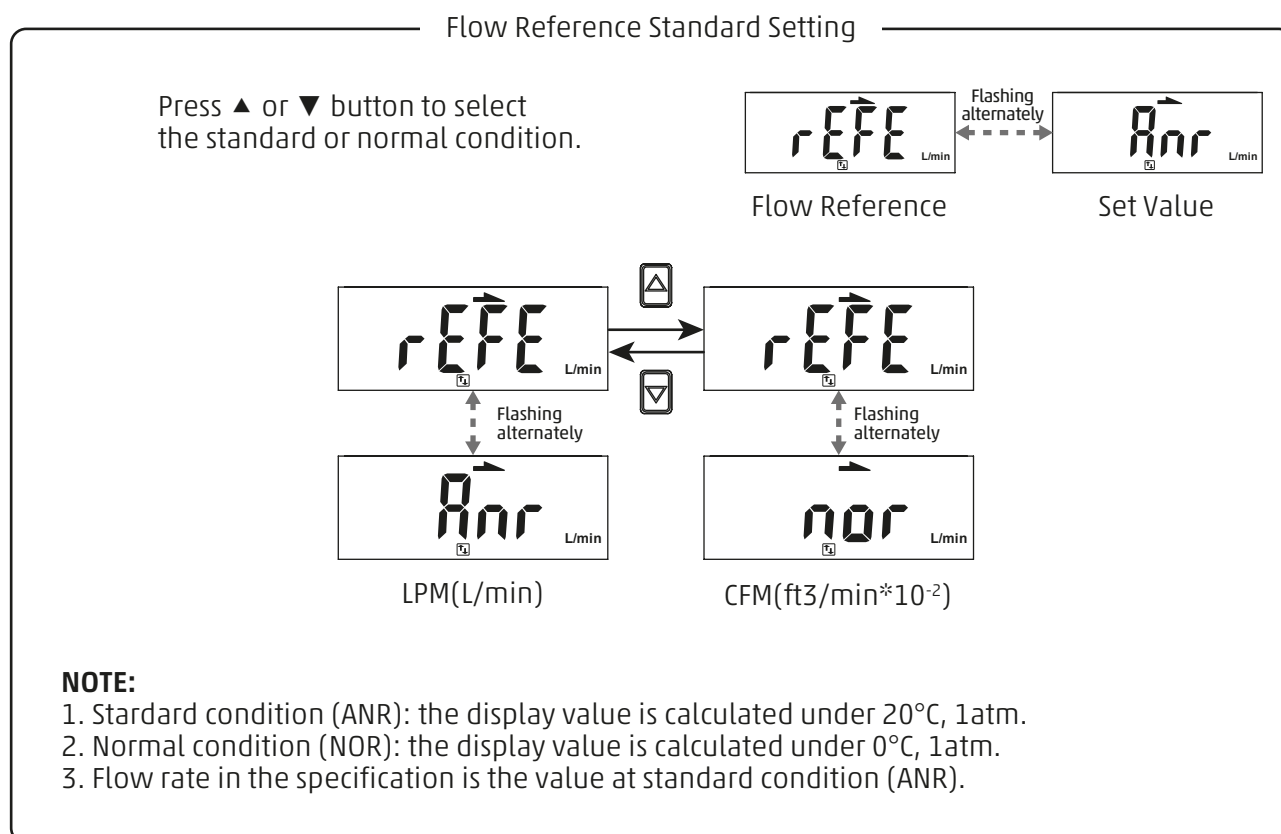 Flow Reference Standard Setting
Press ▲ or ▼ button to select
the standard or normal condition.
rEFE
L/min
Flashing
alternately
Anr
L/min
Flow Reference
Set Value
rEFE
L/min
rEFE
L/min
Flashing
alternately
Flashing
alternately
Anr
L/min
nor
L/min
LPM(L/min)
CFM(ft3/min*10⁻²)
NOTE:
1. Stardard condition (ANR): the display value is calculated under 20°C, 1atm.
2. Normal condition (NOR): the display value is calculated under 0°C, 1atm.
3. Flow rate in the specification is the value at standard condition (ANR).